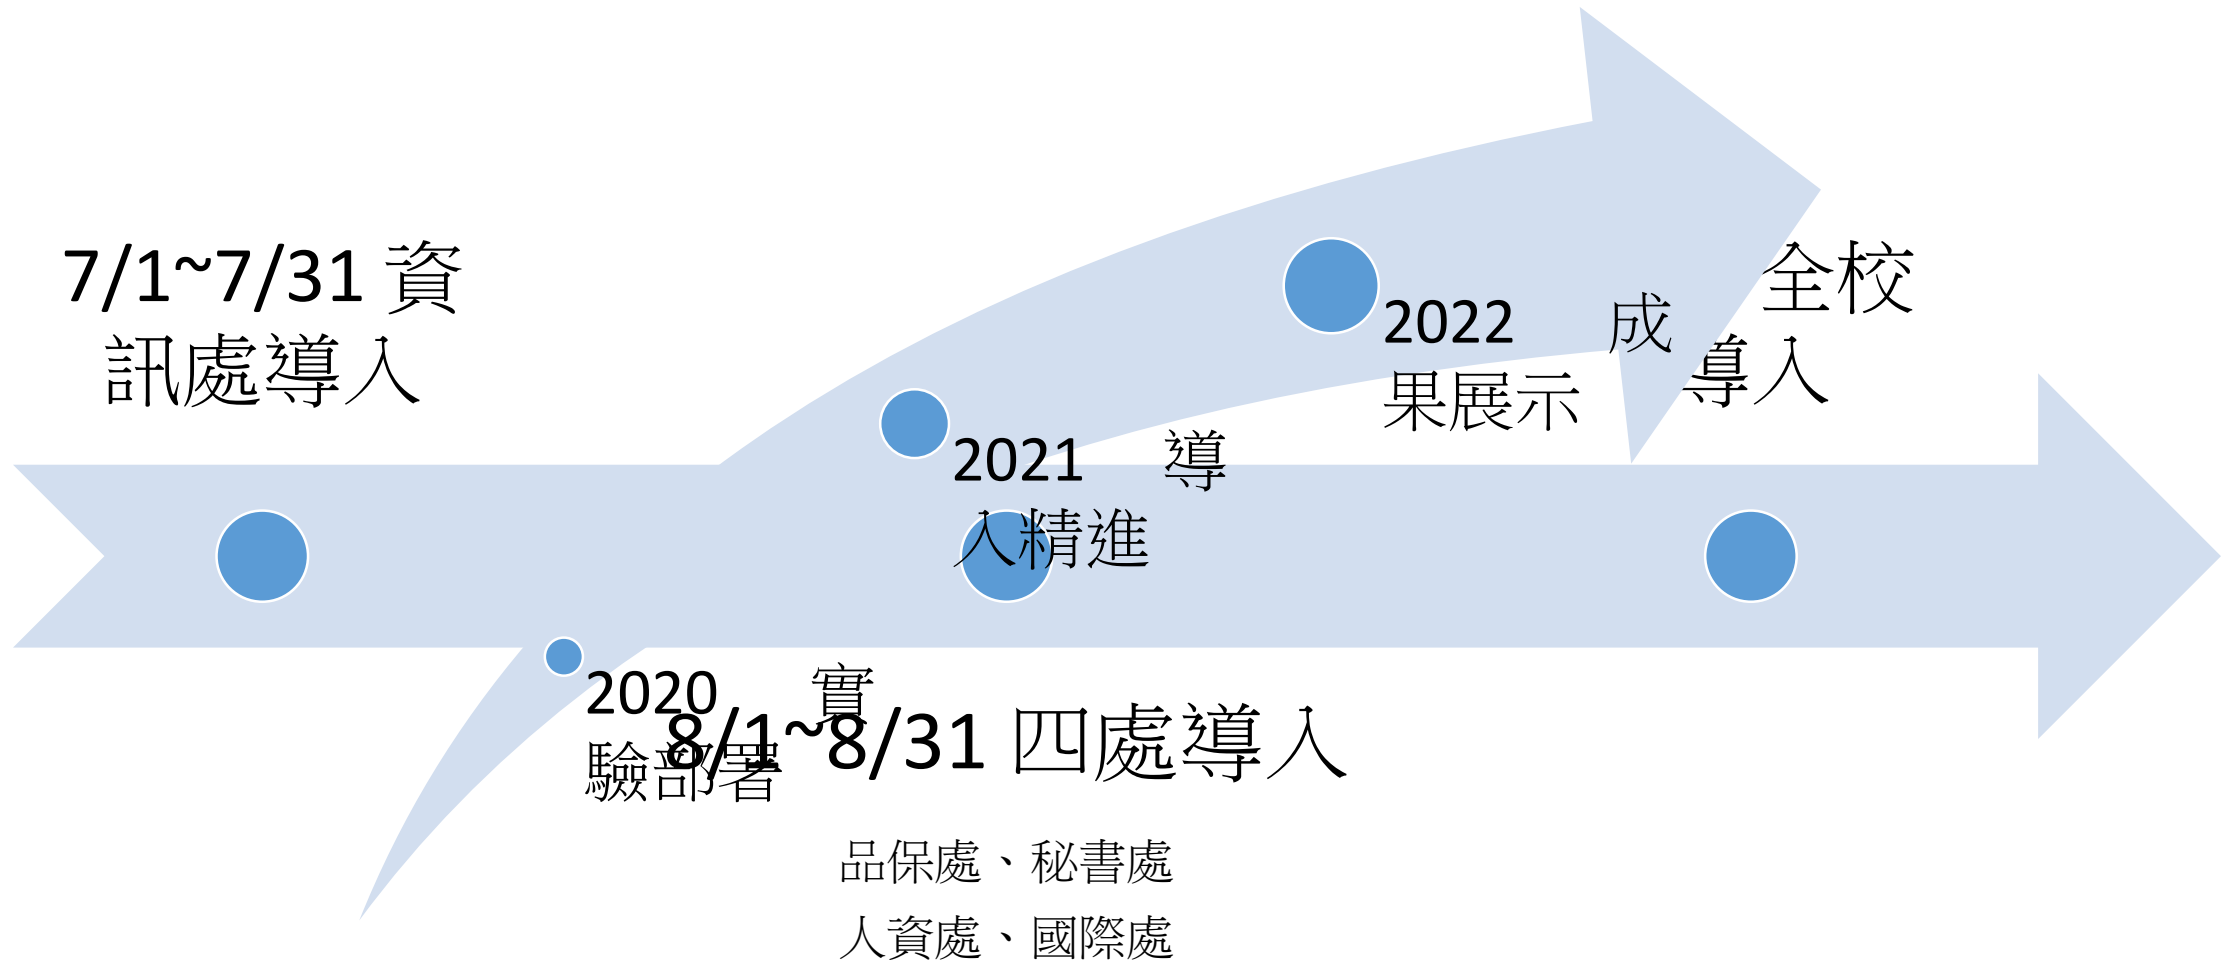 7/1~7/31 資
訊處導入
全校
導入
2022 成
果展示
2021 導
入精進
2020 實
驗部署
8/1~8/31 四處導入
品保處、秘書處
人資處、國際處